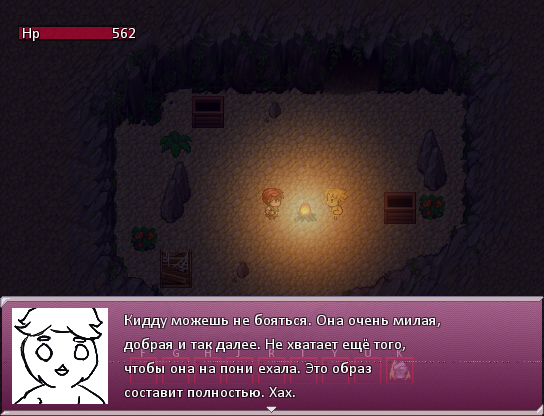 Hp 562
Кидду можешь не бояться. Она очень милая,
добрая и так далее. Не хватает ещё того,
F G H J R I Y U K
чтобы она на пони ехала. Это образ
составит полностью. Хах.